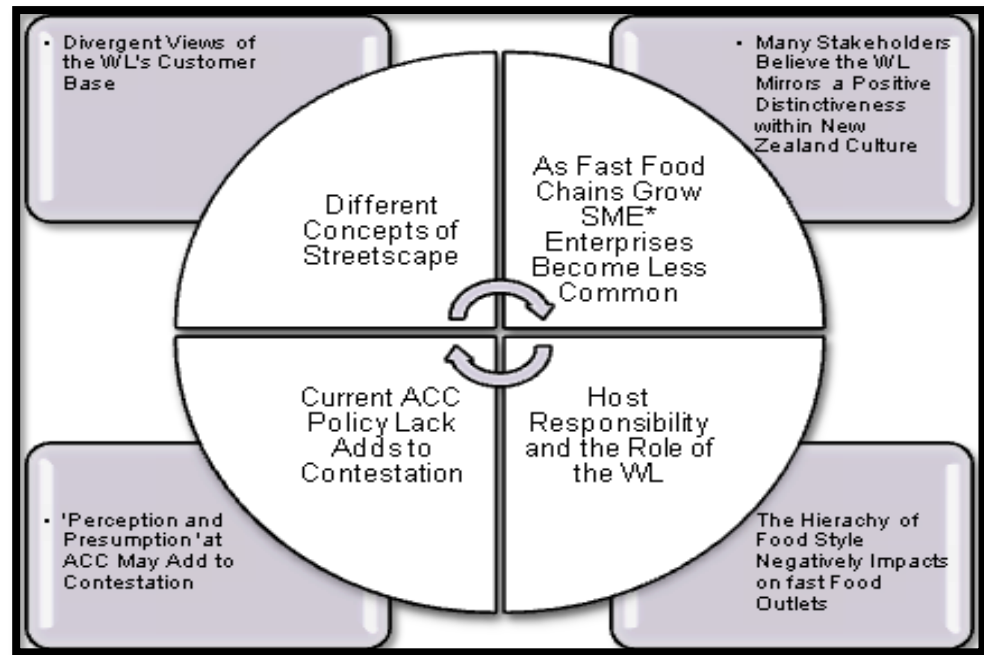 • Divergent Views of
the WL's Customer
Base
• Many Stakeholders
Believe the WL
Mirrors a Positive
Distinctiveness
within New
Zealand Culture
Different
Concepts of
Streetscape
As Fast Food
Chains Grow
SME*
Enterprises
Become Less
Common
Current ACC
Policy Lack
Adds to
Contestation
Host
Responsibility
and the Role of
the WL
• 'Perception and
Presumption 'at
ACC May Add to
Contestation
The Hierachy of
Food Style
Negatively Impacts
on fast Food
Outlets